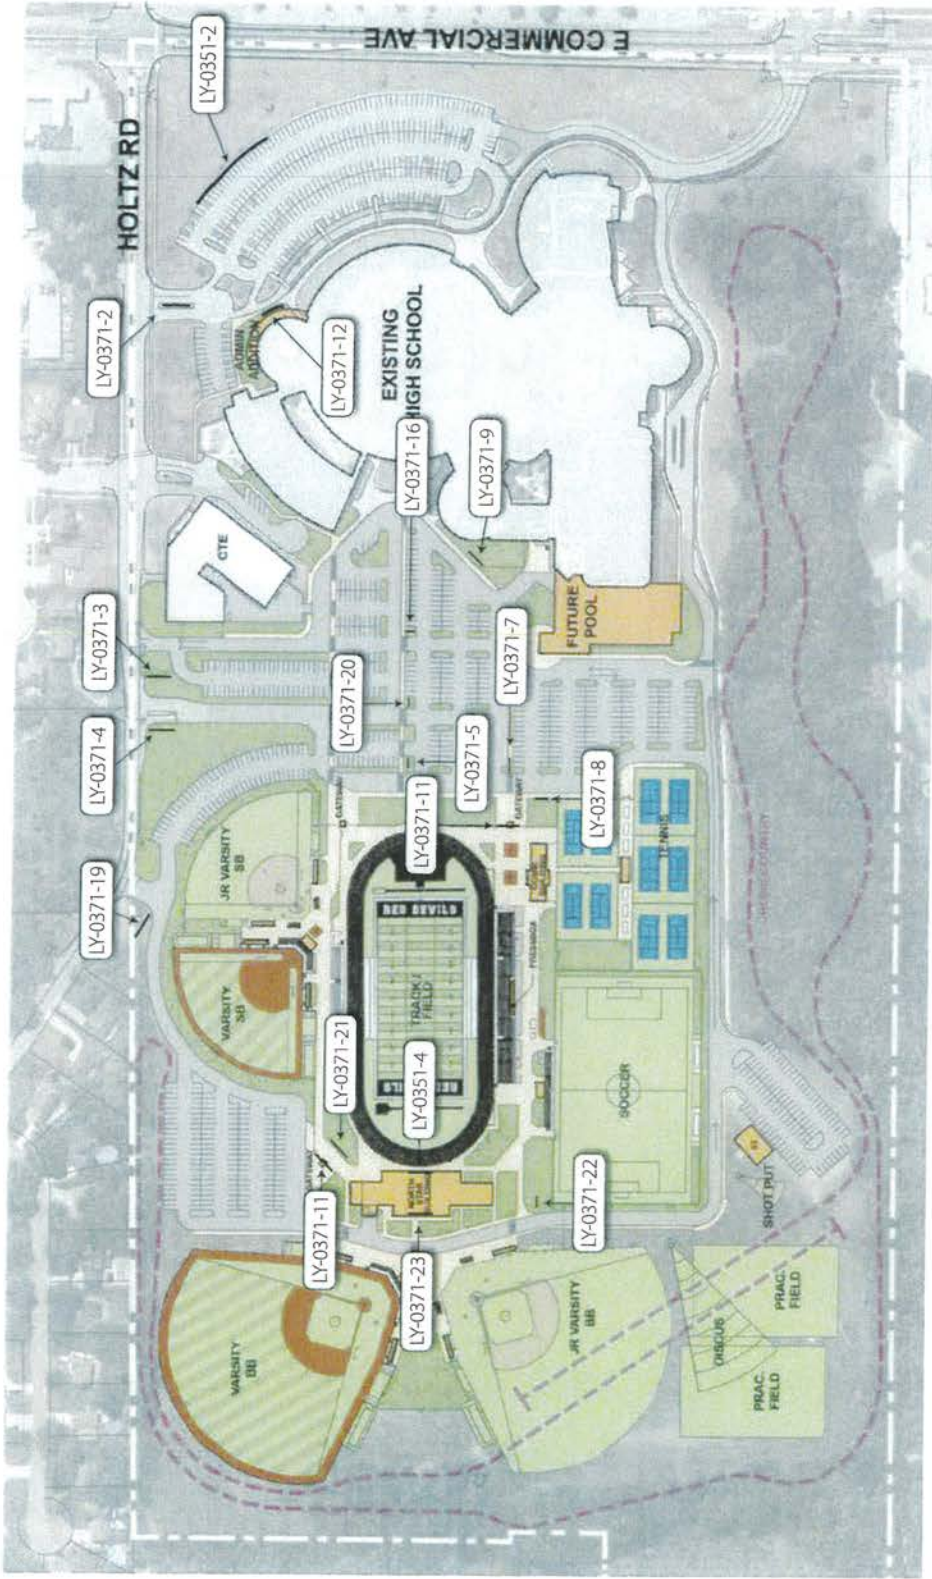 E COMMERCIAL AVE
LY-0351-2
HOLTZ RD
LY-0371-2
ADMIN
ADDITION
LY-0371-12
EXISTING
HIGH SCHOOL
LY-0371-16
LY-0371-9
CTE
FUTURE
POOL
LY-0371-3
LY-0371-20
LY-0371-7
LY-0371-4
LY-0371-5
LY-0371-11
LY-0371-8
GATEWAY
GATEWAY
TENNIS
LY-0371-19
JR VARSITY
SB
VARSITY
SB
RED DEVILS
TRACK/
FIELD
PRESSBOX
LY-0371-21
LY-0351-4
SOCCER
GATEWAY
LY-0371-11
LY-0371-23
LY-0371-22
SHOT PUT
VARSITY
BB
JR VARSITY
BB
DISCUS
PRAC.
FIELD
PRAC.
FIELD